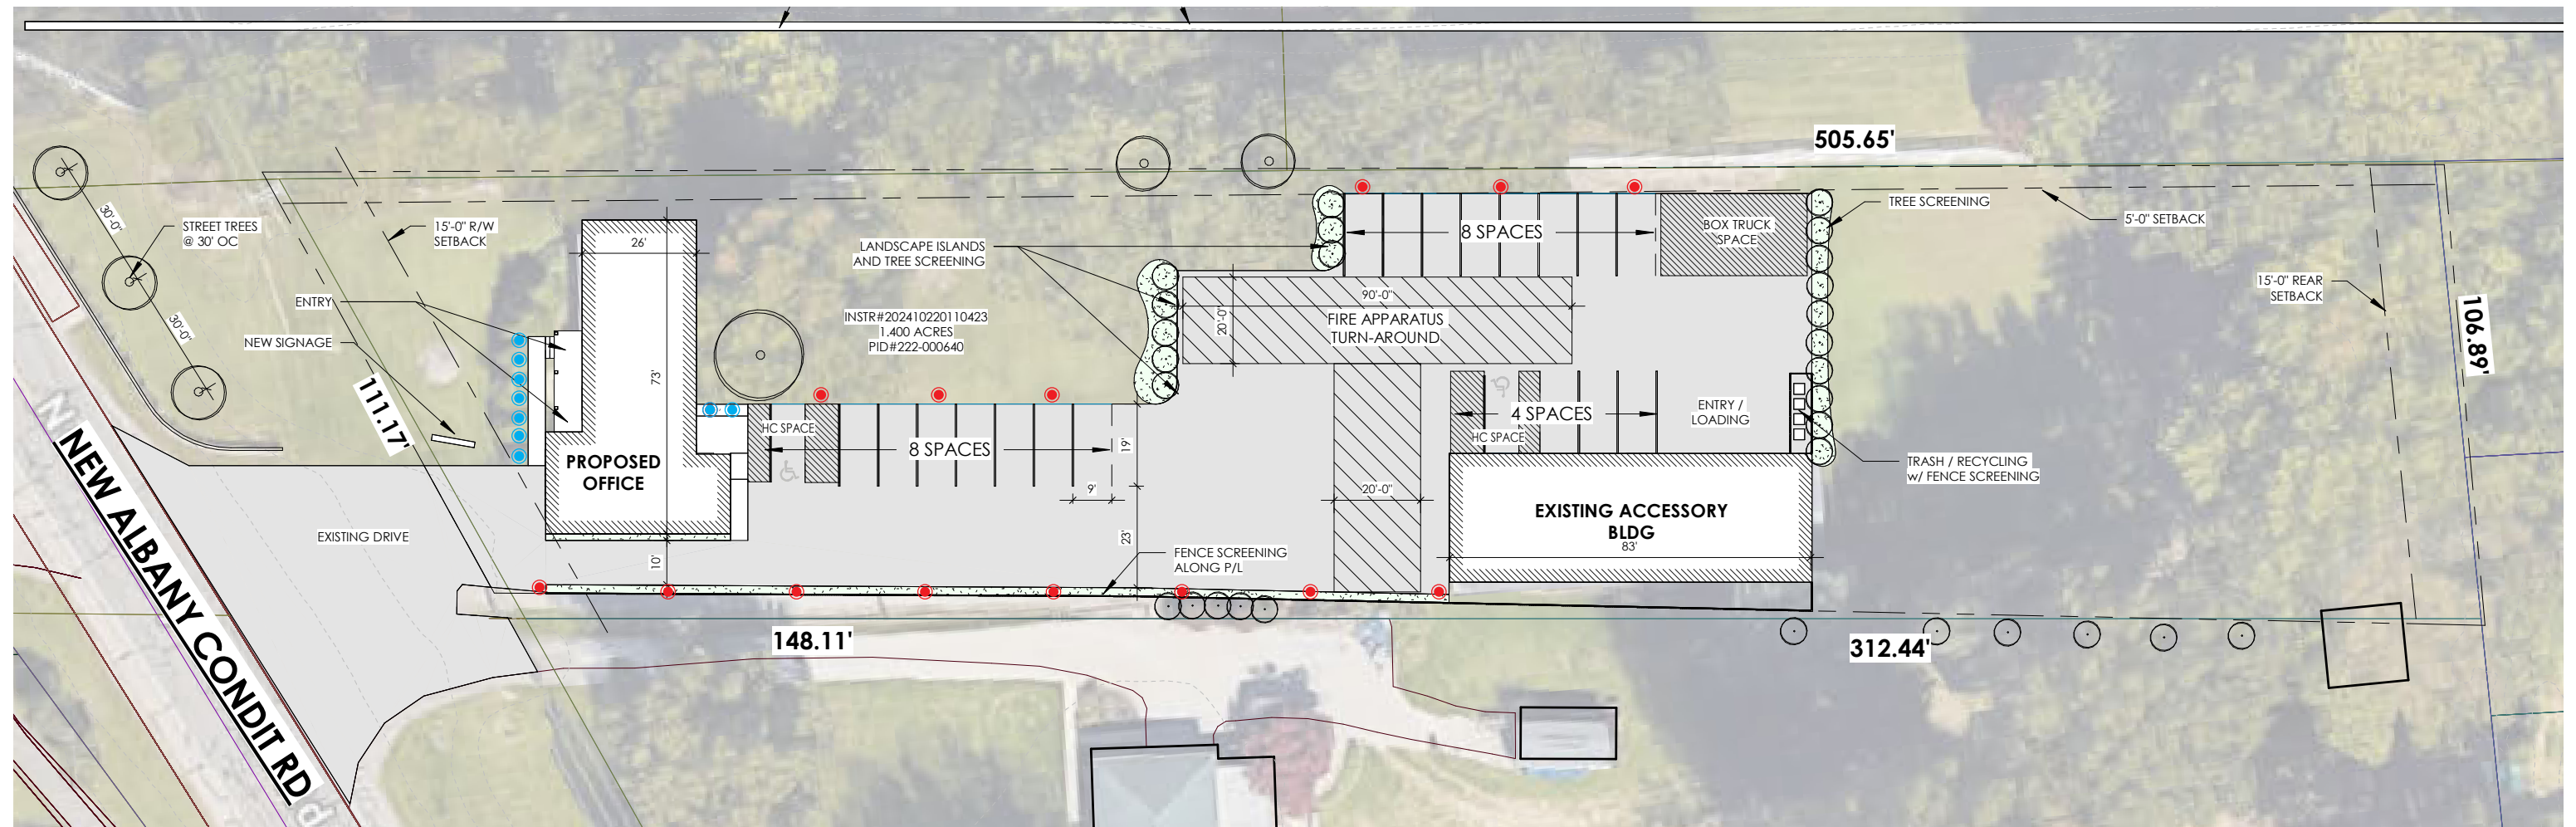 505.65'
STREET TREES
@ 30' OC
30'-0"
30'-0"
15'-0" R/W
SETBACK
ENTRY
NEW SIGNAGE
111.17'
NEW ALBANY CONDIT RD
EXISTING DRIVE
26'
73'
10'
PROPOSED
OFFICE
LANDSCAPE ISLANDS
AND TREE SCREENING
INSTR#202410220110423
1.400 ACRES
PID#222-000640
HC SPACE
8 SPACES
9'
19'
23'
FENCE SCREENING
ALONG P/L
148.11'
8 SPACES
BOX TRUCK
SPACE
90'-0"
20'-0"
FIRE APPARATUS
TURN-AROUND
20'-0"
4 SPACES
HC SPACE
ENTRY /
LOADING
EXISTING ACCESSORY
BLDG
83'
TREE SCREENING
5'-0" SETBACK
15'-0" REAR
SETBACK
106.89'
TRASH / RECYCLING
w/ FENCE SCREENING
312.44'